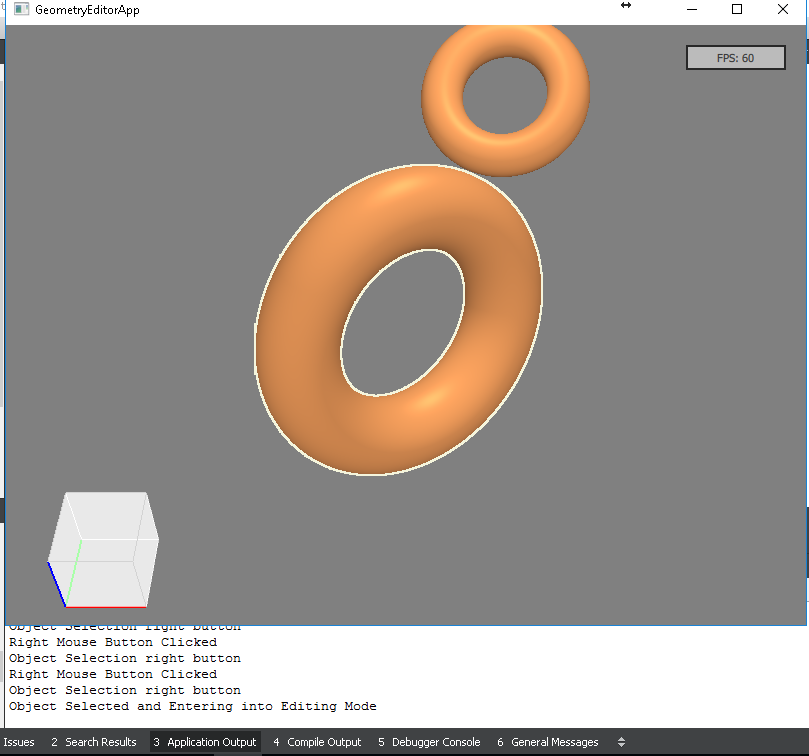 GeometryEditorApp
FPS: 60
Object Selection right button
Right Mouse Button Clicked
Object Selection right button
Right Mouse Button Clicked
Object Selection right button
Object Selected and Entering into Editing Mode
Issues 2 Search Results 3 Application Output 4 Compile Output 5 Debugger Console 6 General Messages